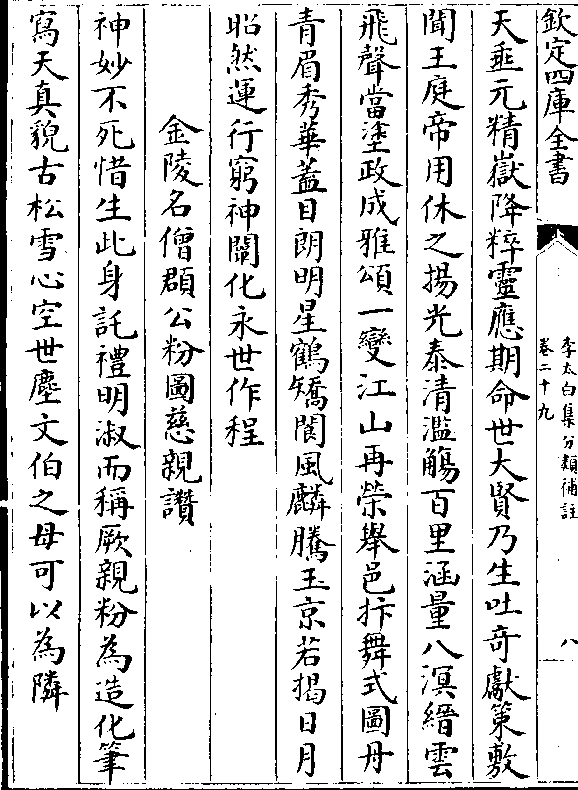 欽定四庫全書
李太白集分類補註
卷二十九
八
天垂元精嶽降粹靈應期命世大賢乃生吐奇獻策敷
聞王庭帝用休之揚光泰清濫觴百里涵量八溟縉雲
飛聲當塗政成雅頌一變江山再榮舉邑抃舞式圖丹
青眉秀華蓋目朗明星鶴矯閬風麟騰玉京若揭日月
昭然運行窮神闡化永世作程
金陵名僧頵公粉圖慈親讚
神妙不死惜生此身託禮明淑而稱厥親粉為造化筆
寫天真貌古松雪心空世塵文伯之母可以為隣